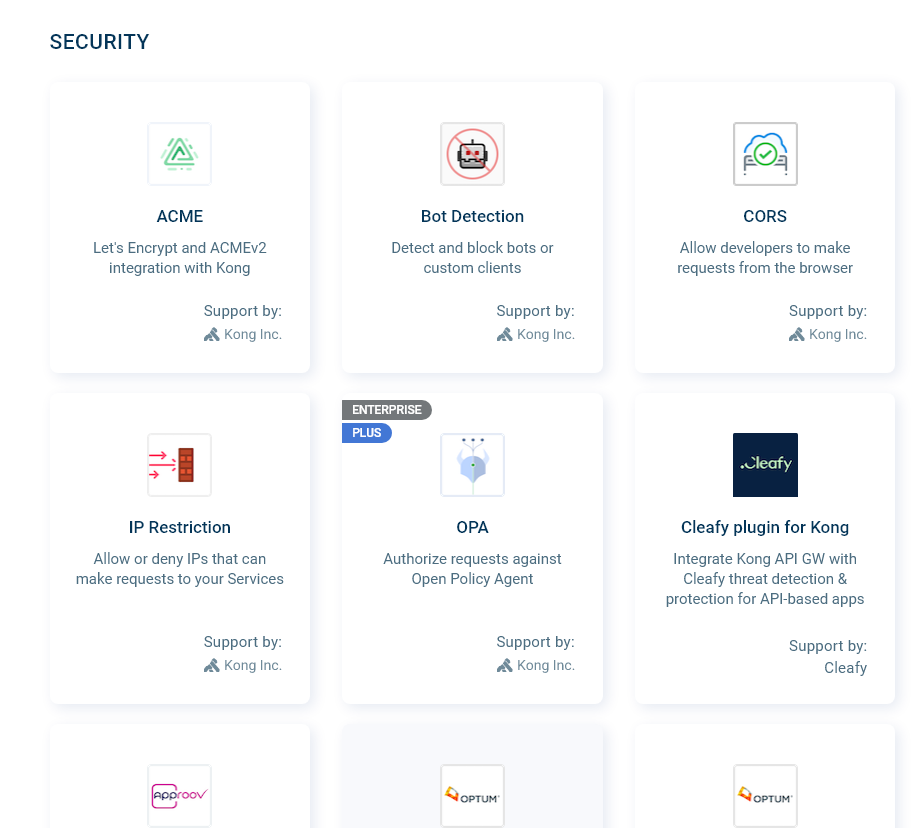 SECURITY
ACME
Let's Encrypt and ACMEv2
integration with Kong
Support by:
Kong Inc.
Bot Detection
Detect and block bots or
custom clients
Support by:
Kong Inc.
CORS
Allow developers to make
requests from the browser
Support by:
Kong Inc.
IP Restriction
Allow or deny IPs that can
make requests to your Services
Support by:
Kong Inc.
ENTERPRISE
PLUS
OPA
Authorize requests against
Open Policy Agent
Support by:
Kong Inc.
.Cleafy
Cleafy plugin for Kong
Integrate Kong API GW with
Cleafy threat detection &
protection for API-based apps
Support by:
Cleafy
approov
OPTUM
OPTUM